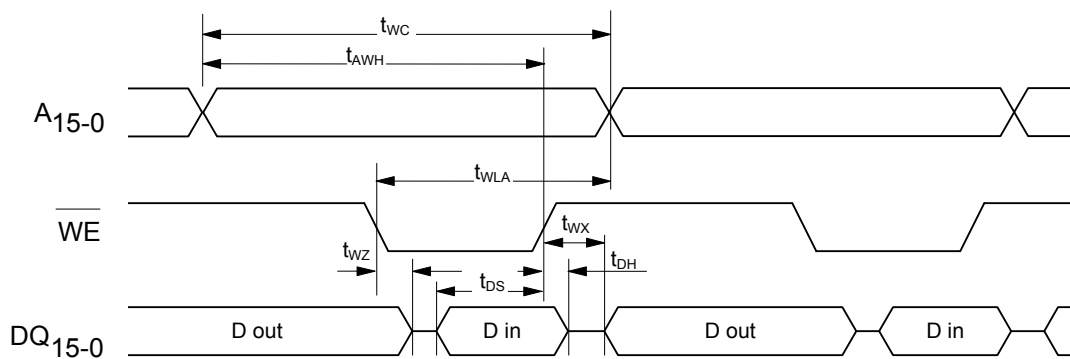 tWC
tAWH
A15-0
tWLA
WE
tWX
tWZ
tDH
tDS
DQ15-0
D out
D in
D out
D in